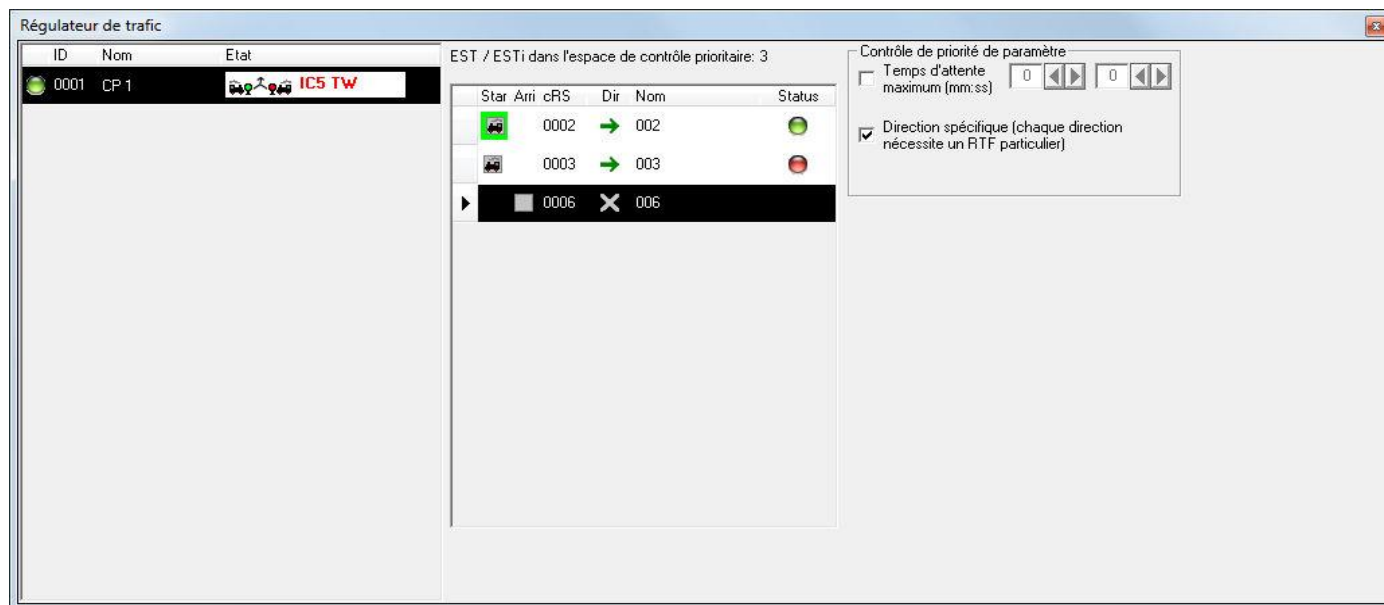 Régulateur de trafic
ID Nom Etat
0001 CP 1 IC5 TW
EST / ESTi dans l'espace de contrôle prioritaire: 3
Star Arri cRS Dir Nom Status
0002 002
0003 003
0006 006
Contrôle de priorité de paramètre
Temps d'attente
maximum (mm:ss) 0 0
Direction spécifique (chaque direction
nécessite un RTF particulier)